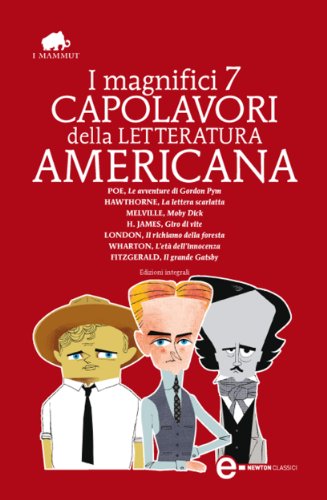 I MAMMUT
I magnifici 7
CAPOLAVORI
della LETTERATURA
AMERICANA
POE, Le avventure di Gordon Pym
HAWTHORNE, La lettera scarlatta
MELVILLE, Moby Dick
H. JAMES, Giro di vite
LONDON, Il richiamo della foresta
WHARTON, L'età dell'innocenza
FITZGERALD, Il grande Gatsby
Edizioni integrali
e NEWTON CLASSICI